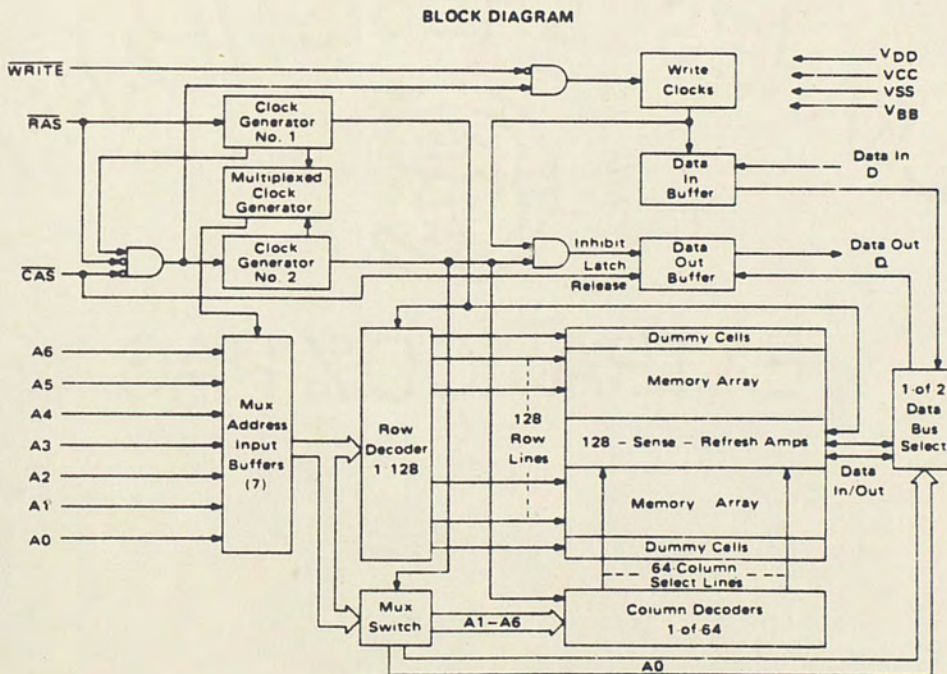 BLOCK DIAGRAM
WRITE
Write
Clocks
VDD
VCC
VSS
VBB
RAS
Clock
Generator
No. 1
Multiplexed
Clock
Generator
Data
In
Buffer
Data In
D
CAS
Clock
Generator
No. 2
Inhibit
Latch
Release
Data
Out
Buffer
Data Out
Q
A6
A5
A4
A3
A2
A1
A0
Mux
Address
Input
Buffers
(7)
Row
Decoder
1 128
128
Row
Lines
Dummy Cells
Memory Array
128 - Sense - Refresh Amps
Memory Array
Dummy Cells
1 of 2
Data
Bus
Select
Data
In/Out
64-Column
Select Lines
Mux
Switch
A1-A6
Column Decoders
1 of 64
A0